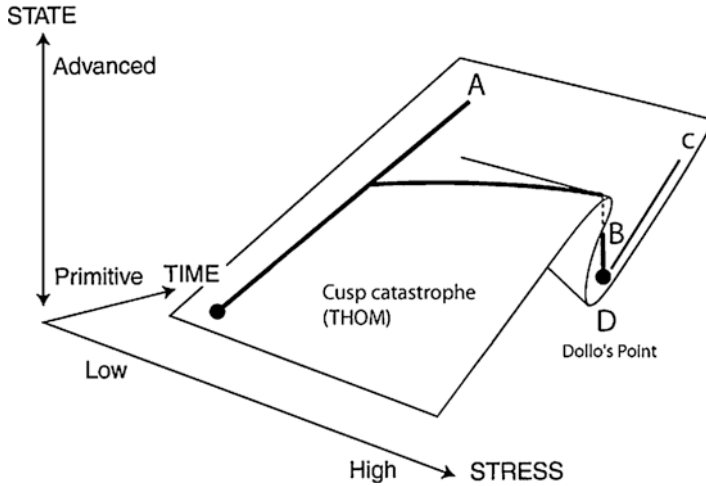 STATE
Advanced
A
C
B
Primitive
TIME
Cusp catastrophe
(THOM)
D
Dollo's Point
Low
High
STRESS